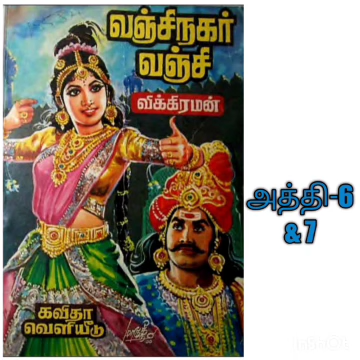 வஞ்சிநகர்
வஞ்சி
விக்கிரமன்
கவிதா
வெளியீடு
அத்தி-6
& 7